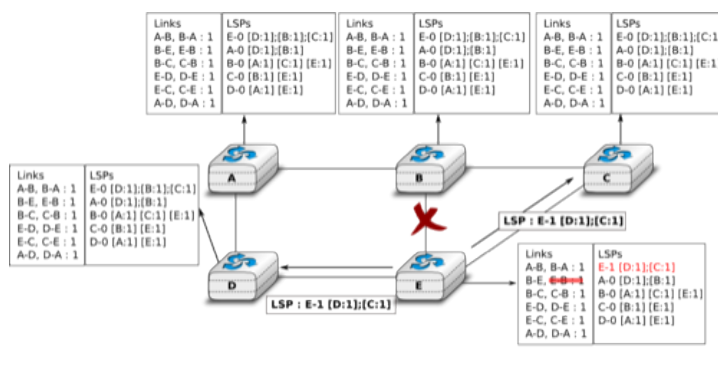 Links
A-B, B-A : 1
B-E, E-B : 1
B-C, C-B : 1
E-D, D-E : 1
E-C, C-E : 1
A-D, D-A : 1
LSPs
E-0 [D:1];[B:1];[C:1]
A-0 [D:1];[B:1]
B-0 [A:1] [C:1] [E:1]
C-0 [B:1] [E:1]
D-0 [A:1] [E:1]
Links
A-B, B-A : 1
B-E, E-B : 1
B-C, C-B : 1
E-D, D-E : 1
E-C, C-E : 1
A-D, D-A : 1
LSPs
E-0 [D:1];[B:1];[C:1]
A-0 [D:1];[B:1]
B-0 [A:1] [C:1] [E:1]
C-0 [B:1] [E:1]
D-0 [A:1] [E:1]
Links
A-B, B-A : 1
B-E, E-B : 1
B-C, C-B : 1
E-D, D-E : 1
E-C, C-E : 1
A-D, D-A : 1
LSPs
E-0 [D:1];[B:1];[C:1]
A-0 [D:1];[B:1]
B-0 [A:1] [C:1] [E:1]
C-0 [B:1] [E:1]
D-0 [A:1] [E:1]
A
B
C
Links
A-B, B-A : 1
B-E, E-B : 1
B-C, C-B : 1
E-D, D-E : 1
E-C, C-E : 1
A-D, D-A : 1
LSPs
E-0 [D:1];[B:1];[C:1]
A-0 [D:1];[B:1]
B-0 [A:1] [C:1] [E:1]
C-0 [B:1] [E:1]
D-0 [A:1] [E:1]
LSP : E-1 [D:1];[C:1]
D
E
LSP : E-1 [D:1];[C:1]
Links
A-B, B-A : 1
B-E, E-B : 1
B-C, C-B : 1
E-D, D-E : 1
E-C, C-E : 1
A-D, D-A : 1
LSPs
E-1 [D:1];[C:1]
A-0 [D:1];[B:1]
B-0 [A:1] [C:1] [E:1]
C-0 [B:1] [E:1]
D-0 [A:1] [E:1]